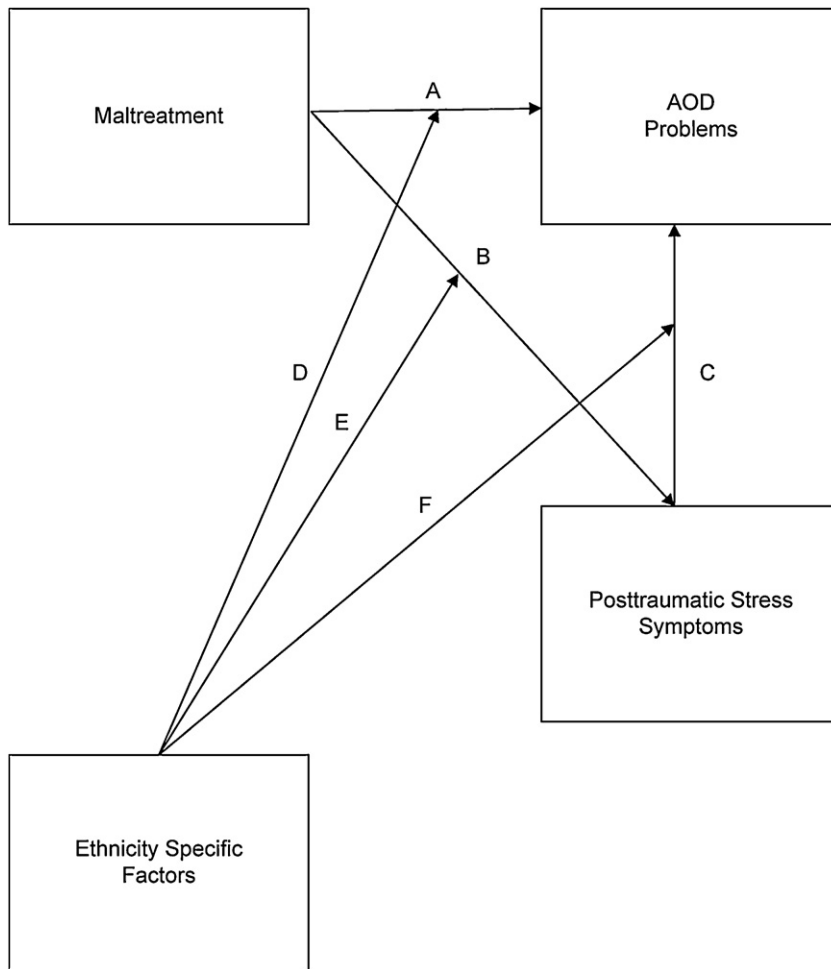 Maltreatment
A
AOD
Problems
B
D
C
E
F
Posttraumatic Stress
Symptoms
Ethnicity Specific
Factors